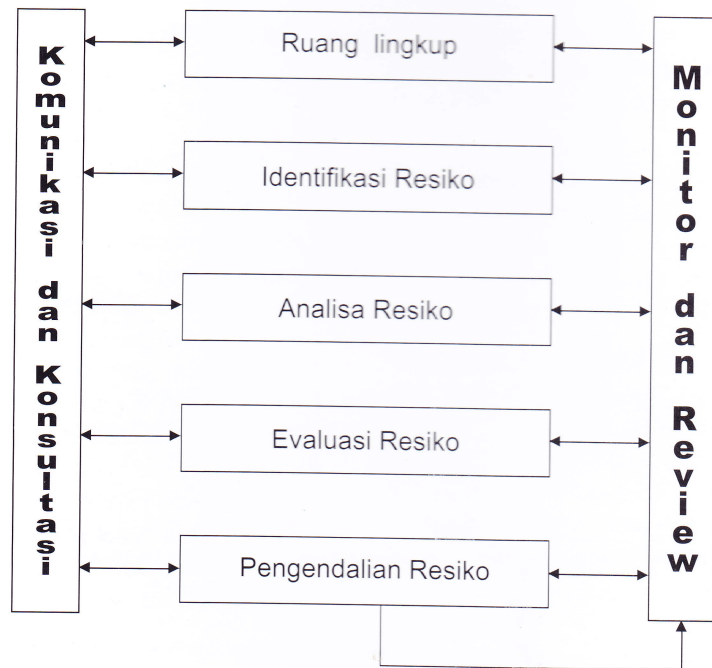 Komunikasi dan Konsultasi
Ruang lingkup
Identifikasi Resiko
Analisa Resiko
Evaluasi Resiko
Pengendalian Resiko
Monitor dan Review